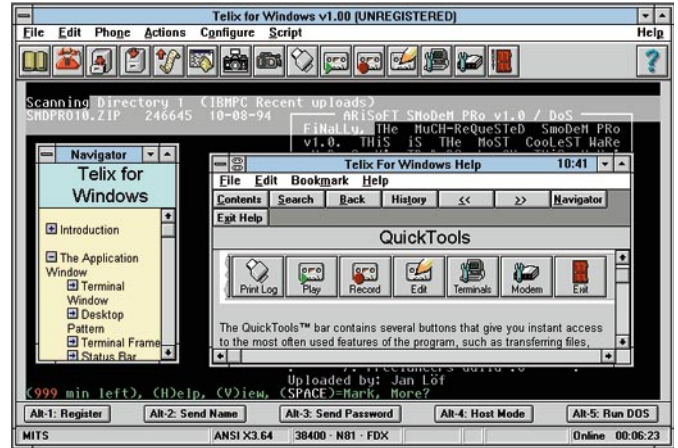 Telix for Windows v1.00 (UNREGISTERED)
File Edit Phone Actions Configure Script Help
Scanning Directory 1 (IBMPC Recent uploads)
SMDPRO10.ZIP 246645 10-08-94 ARiSoFT SMoDeM PRo v1.0 / DoS
FiNaLLy, THe MuCH-ReQueSTeD SmoDeM PRo
v1.0. THiS iS THe MoST CooLeST WaRe
Navigator
Telix for
Windows
Introduction
The Application
Window
Terminal
Window
Desktop
Pattern
Terminal Frame
Status Bar
Telix For Windows Help 10:41
File Edit Bookmark Help
Contents Search Back History << >> Navigator
Exit Help
QuickTools
Print Log Play Record Edit Terminals Modem Exit
The QuickTools™ bar contains several buttons that give you instant access
to the most often used features of the program, such as transferring files,
Uploaded by: Jan Löf
(999 min left), (H)elp, (V)iew, (SPACE)=Mark, More?
Alt-1: Register Alt-2: Send Name Alt-3: Send Password Alt-4: Host Mode Alt-5: Run DOS
MITS ANSI X3.64 38400 - N81 - FDX Online 00:06:23